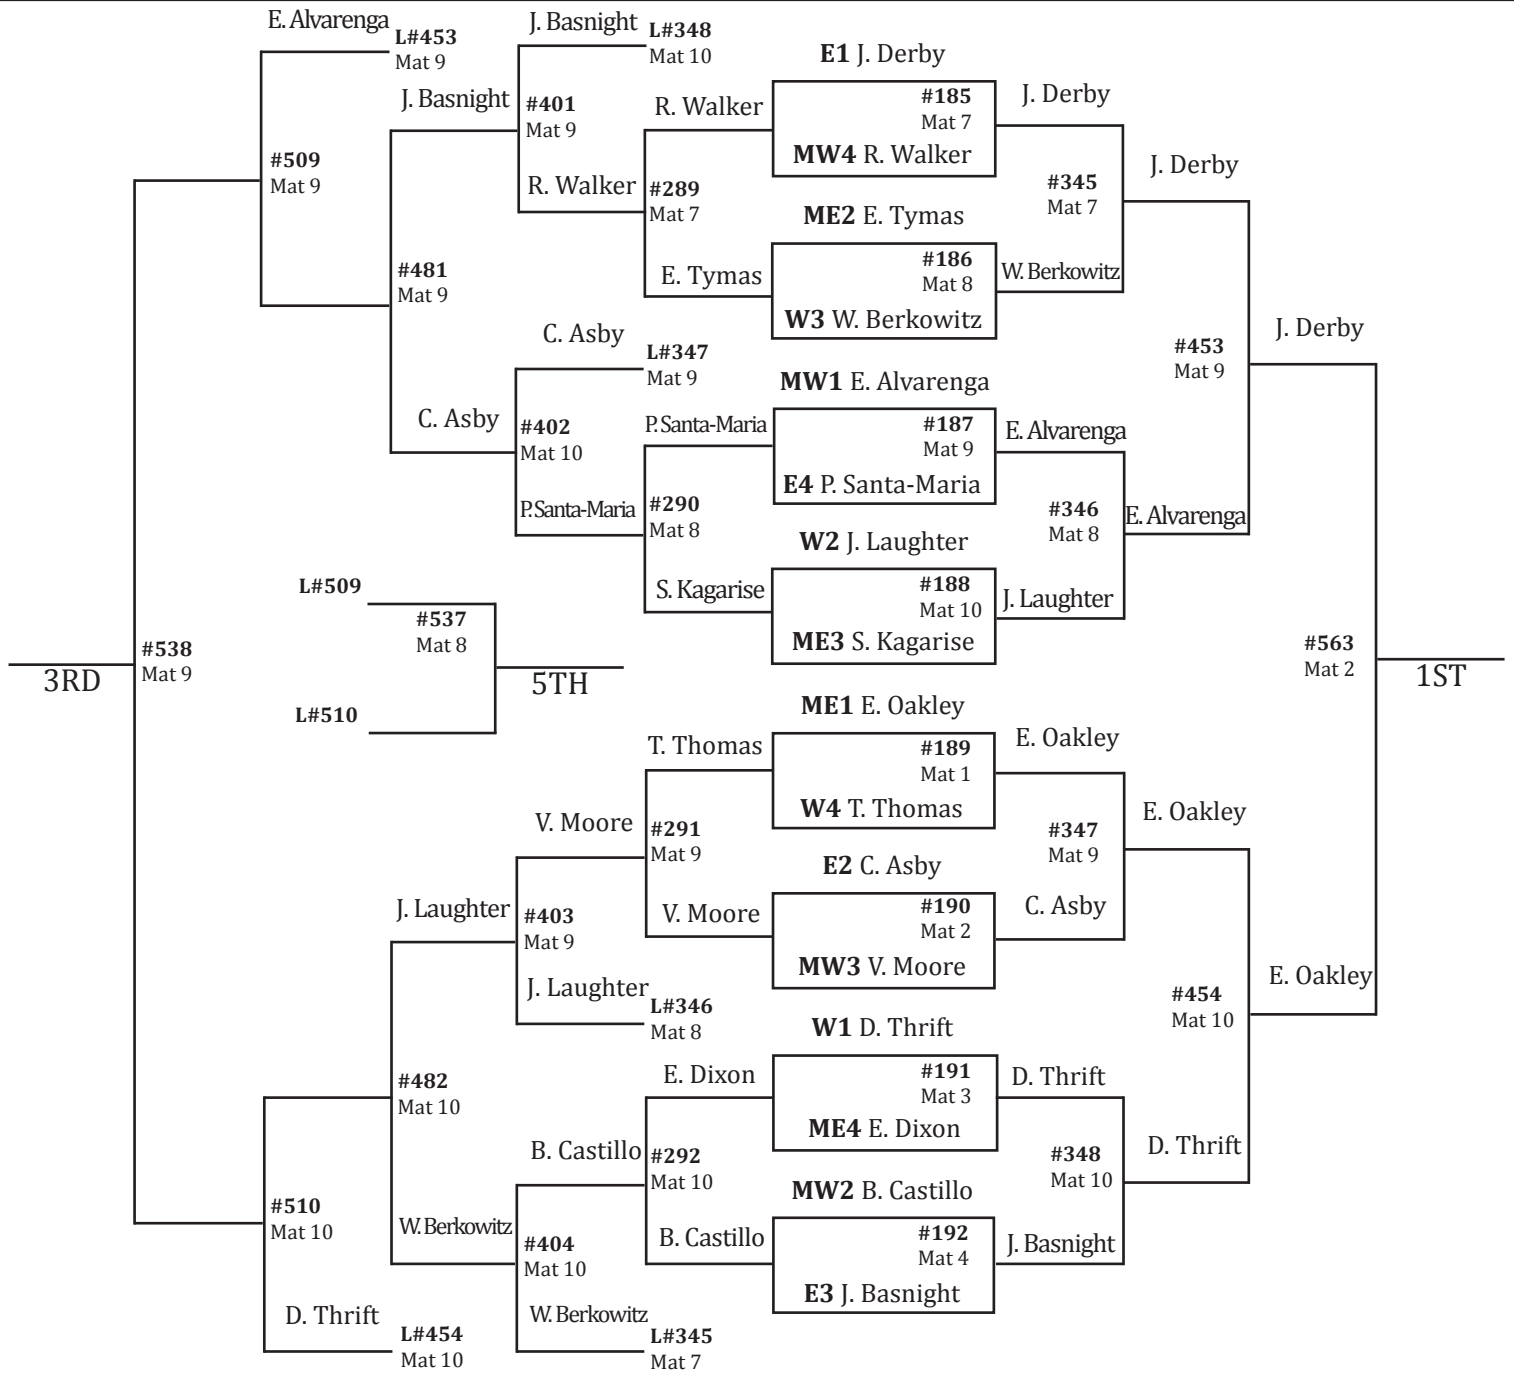 E. Alvarenga
L#453
Mat 9
J. Basnight
L#348
Mat 10
E1 J. Derby
J. Basnight
#401
Mat 9
R. Walker
#185
Mat 7
J. Derby
MW4 R. Walker
#509
Mat 9
R. Walker
#289
Mat 7
#345
Mat 7
J. Derby
ME2 E. Tymas
#481
Mat 9
E. Tymas
#186
Mat 8
W. Berkowitz
W3 W. Berkowitz
C. Asby
L#347
Mat 9
#453
Mat 9
J. Derby
MW1 E. Alvarenga
C. Asby
#402
Mat 10
P. Santa-Maria
#187
Mat 9
E. Alvarenga
E4 P. Santa-Maria
P. Santa-Maria
#290
Mat 8
#346
Mat 8
E. Alvarenga
W2 J. Laughter
L#509
S. Kagarise
#188
Mat 10
J. Laughter
#537
Mat 8
ME3 S. Kagarise
#538
Mat 9
3RD
5TH
#563
Mat 2
1ST
L#510
ME1 E. Oakley
T. Thomas
#189
Mat 1
E. Oakley
W4 T. Thomas
V. Moore
#291
Mat 9
#347
Mat 9
E. Oakley
E2 C. Asby
J. Laughter
#403
Mat 9
V. Moore
#190
Mat 2
C. Asby
MW3 V. Moore
J. Laughter
L#346
Mat 8
#454
Mat 10
E. Oakley
W1 D. Thrift
#482
Mat 10
E. Dixon
#191
Mat 3
D. Thrift
ME4 E. Dixon
B. Castillo
#292
Mat 10
#348
Mat 10
D. Thrift
MW2 B. Castillo
#510
Mat 10
W. Berkowitz
#404
Mat 10
B. Castillo
#192
Mat 4
J. Basnight
E3 J. Basnight
D. Thrift
L#454
Mat 10
W. Berkowitz
L#345
Mat 7